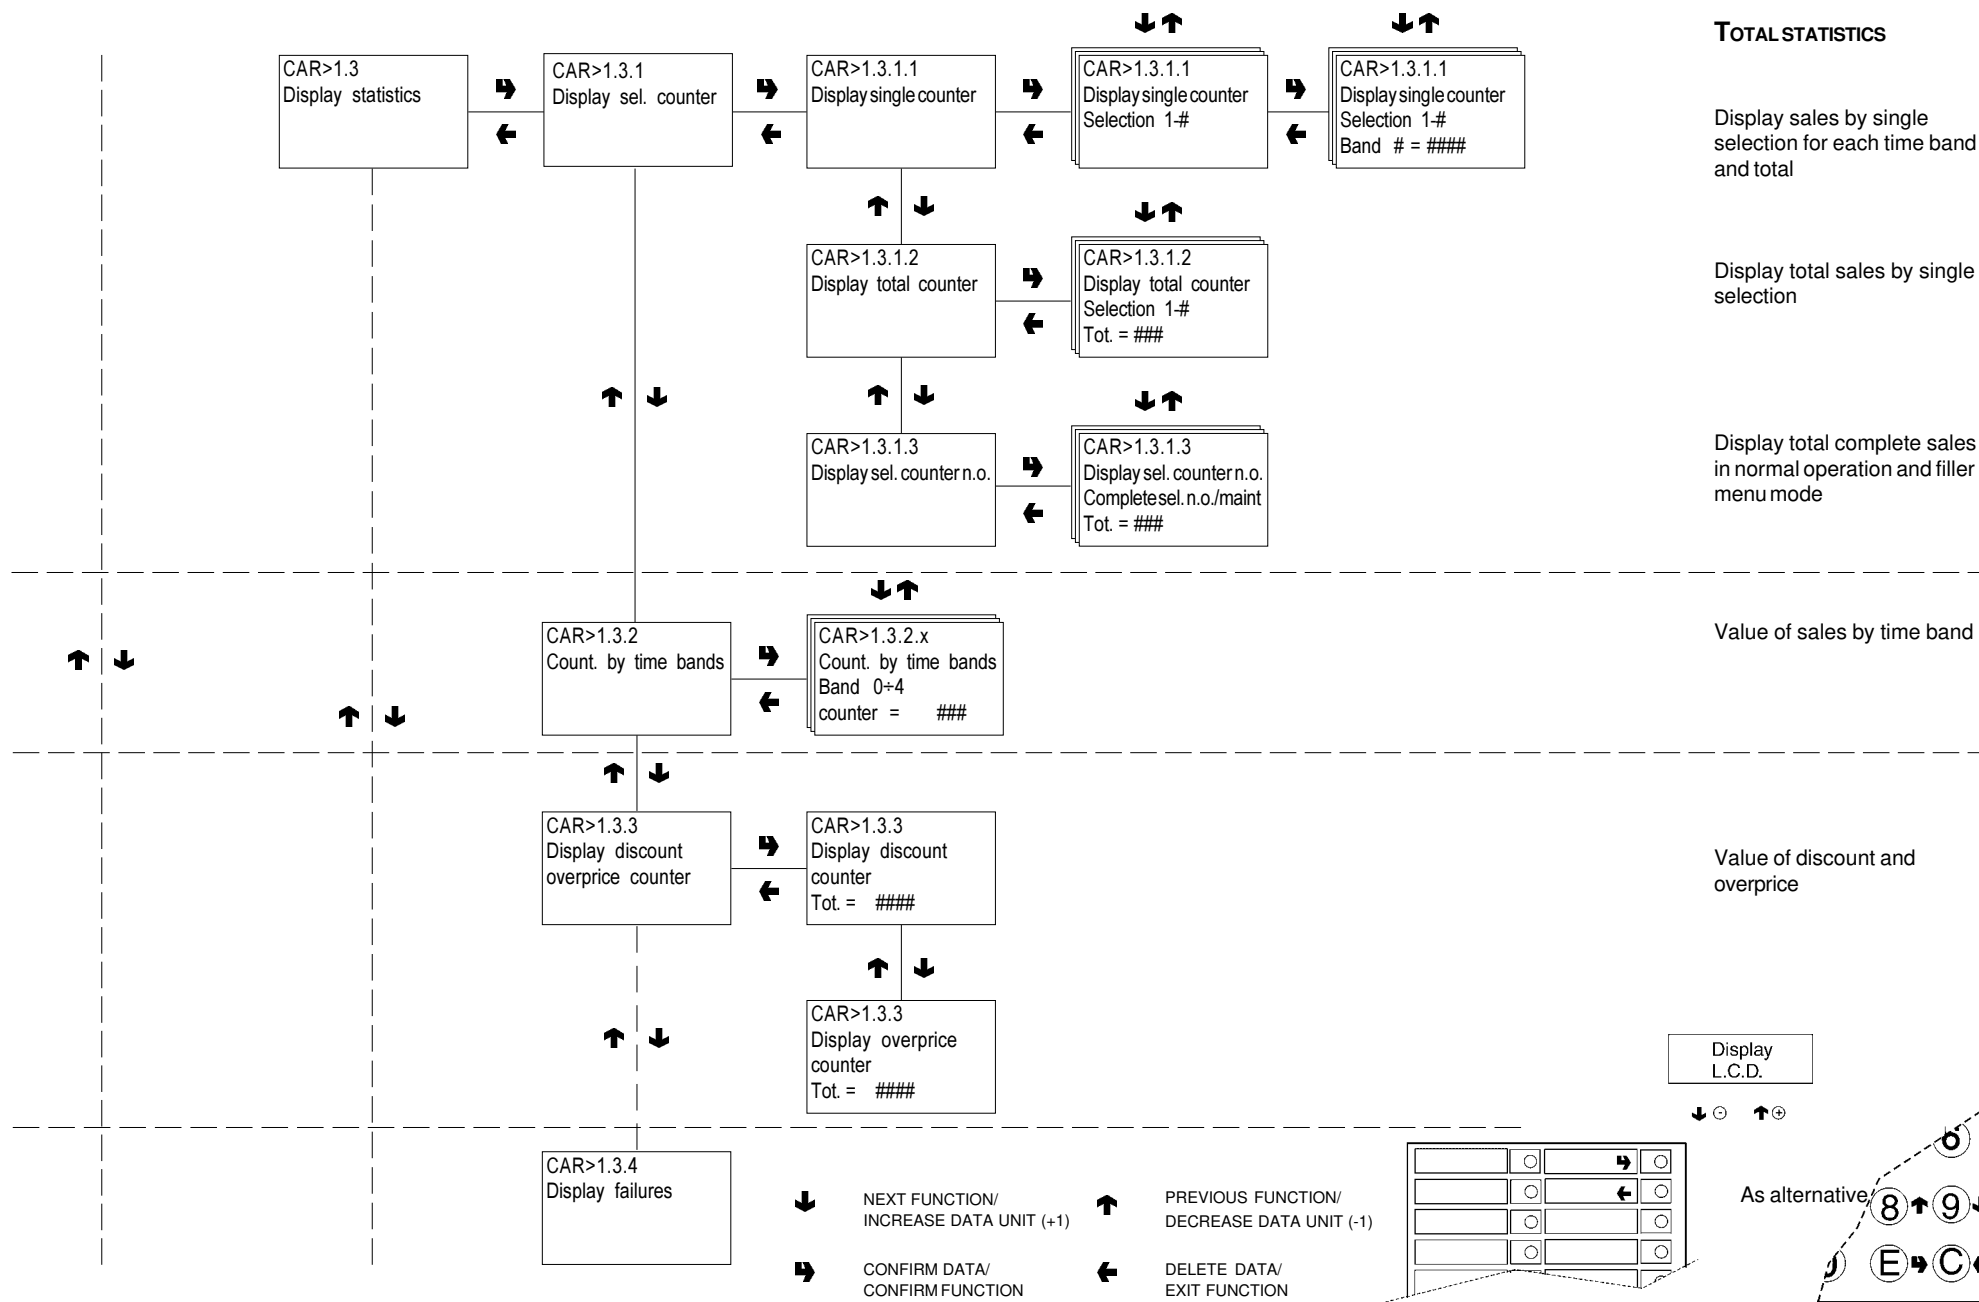 TOTAL STATISTICS
CAR>1.3
Display statistics
CAR>1.3.1
Display sel. counter
CAR>1.3.1.1
Display single counter
CAR>1.3.1.1
Display single counter
Selection 1-#
CAR>1.3.1.1
Display single counter
Selection 1-#
Band # = ####
Display sales by single
selection for each time band
and total
CAR>1.3.1.2
Display total counter
CAR>1.3.1.2
Display total counter
Selection 1-#
Tot. = ###
Display total sales by single
selection
CAR>1.3.1.3
Display sel. counter n.o.
CAR>1.3.1.3
Display sel. counter n.o.
Complete sel. n.o./maint
Tot. = ###
Display total complete sales
in normal operation and filler
menu mode
CAR>1.3.2
Count. by time bands
CAR>1.3.2.x
Count. by time bands
Band 0÷4
counter = ###
Value of sales by time band
CAR>1.3.3
Display discount
overprice counter
CAR>1.3.3
Display discount
counter
Tot. = ####
Value of discount and
overprice
CAR>1.3.3
Display overprice
counter
Tot. = ####
CAR>1.3.4
Display failures
NEXT FUNCTION/
INCREASE DATA UNIT (+1)
PREVIOUS FUNCTION/
DECREASE DATA UNIT (-1)
CONFIRM DATA/
CONFIRM FUNCTION
DELETE DATA/
EXIT FUNCTION
Display
L.C.D.
- +
As alternative
8 9
E C